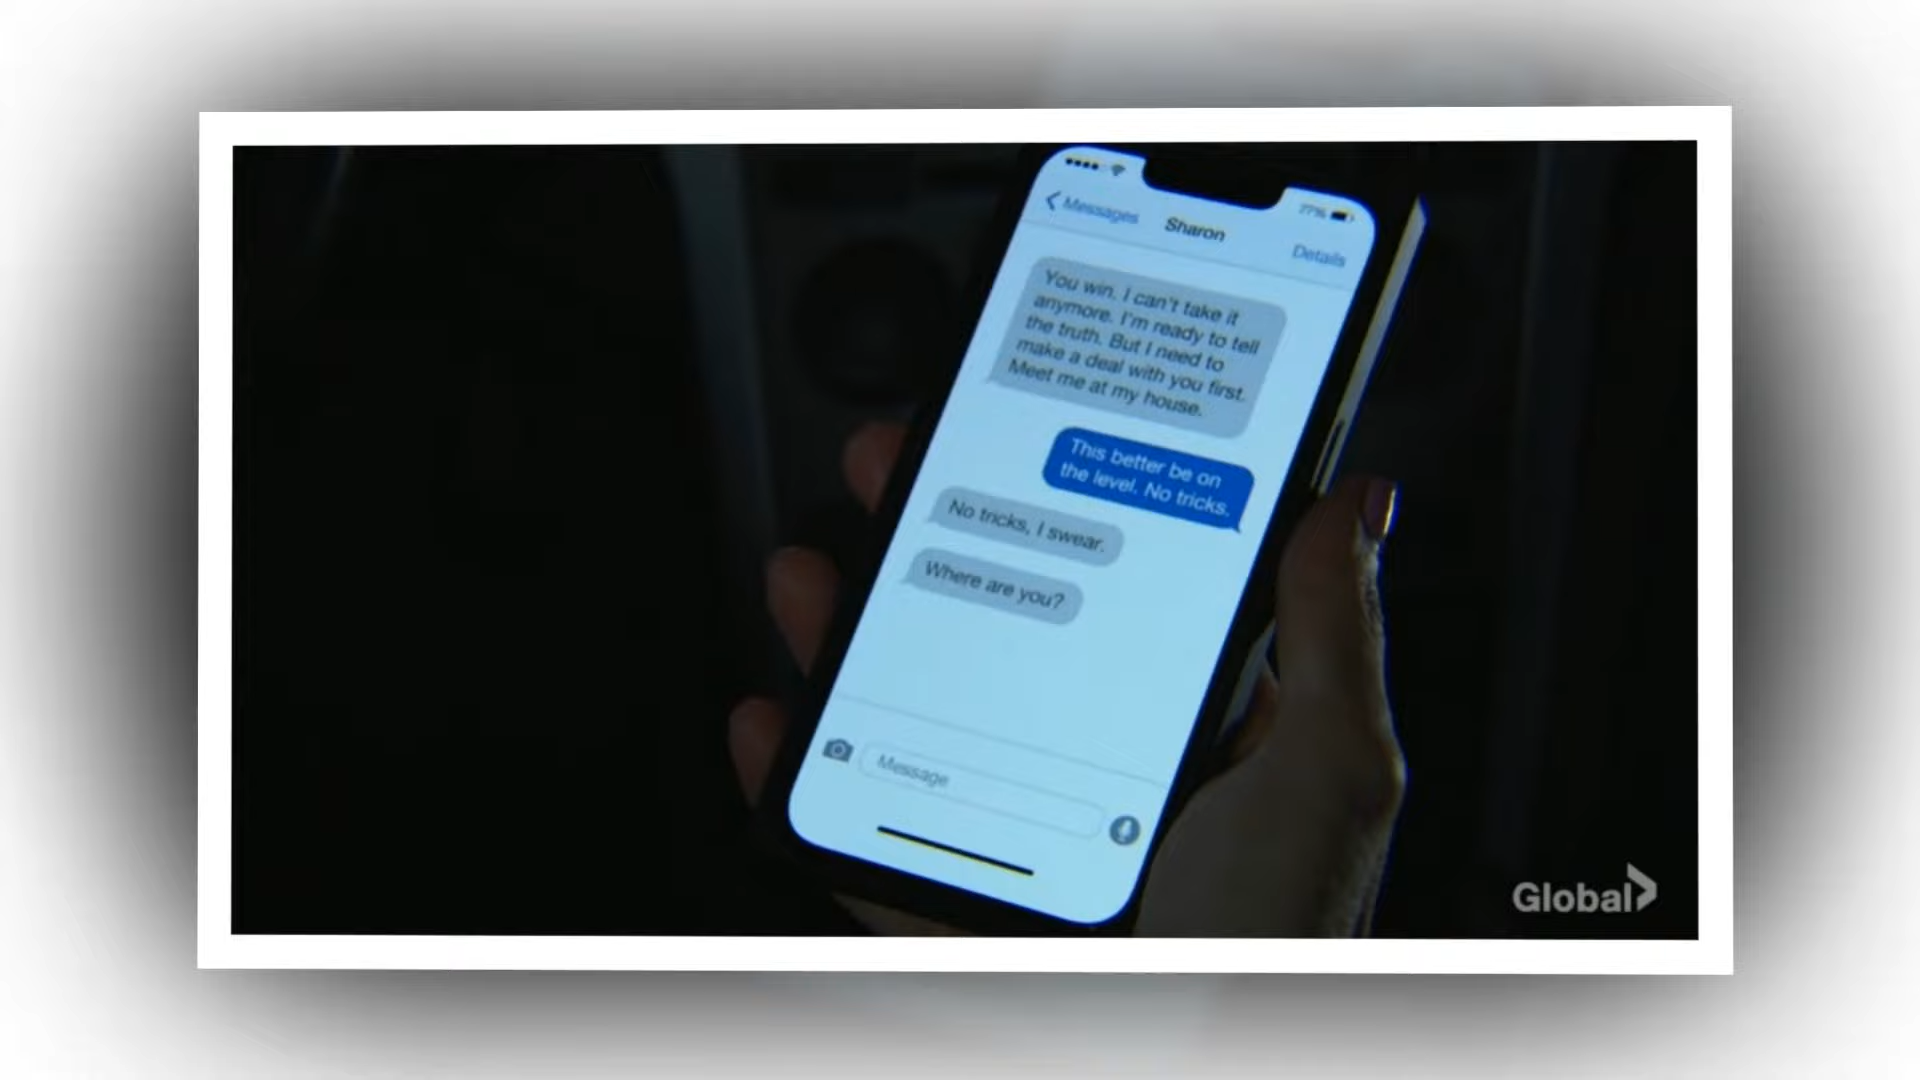 77%
Messages
Sharon
Details
You win. I can't take it
anymore. I'm ready to tell
the truth. But I need to
make a deal with you first.
Meet me at my house.
This better be on
the level. No tricks.
No tricks, I swear.
Where are you?
Message
Global